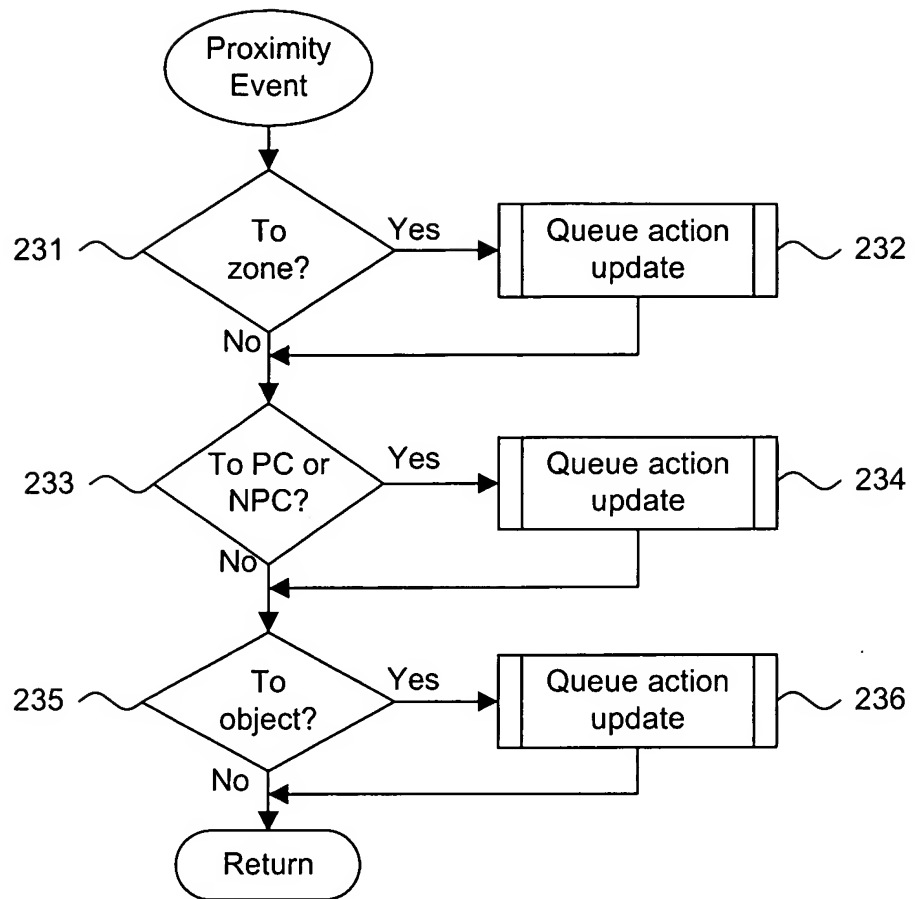 Proximity
Event
231
To
zone?
Yes
Queue action
update
232
No
233
To PC or
NPC?
Yes
Queue action
update
234
No
235
To
object?
Yes
Queue action
update
236
No
Return